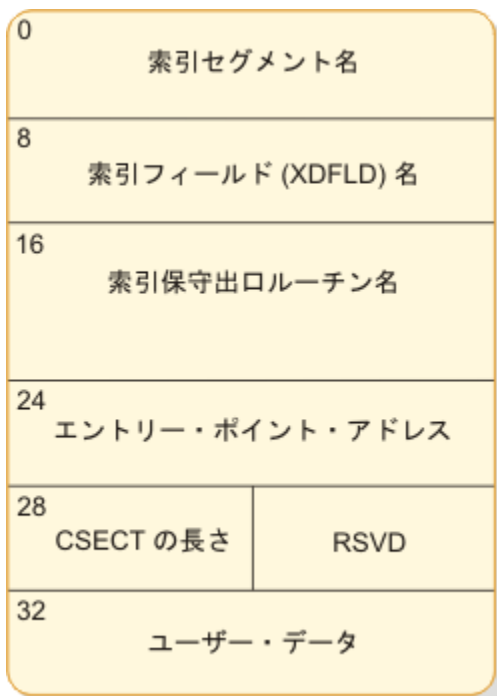 0
索引セグメント名
8
索引フィールド (XDFLD) 名
16
索引保守出口ルーチン名
24
エントリー・ポイント・アドレス
28
CSECT の長さ
RSVD
32
ユーザー・データ